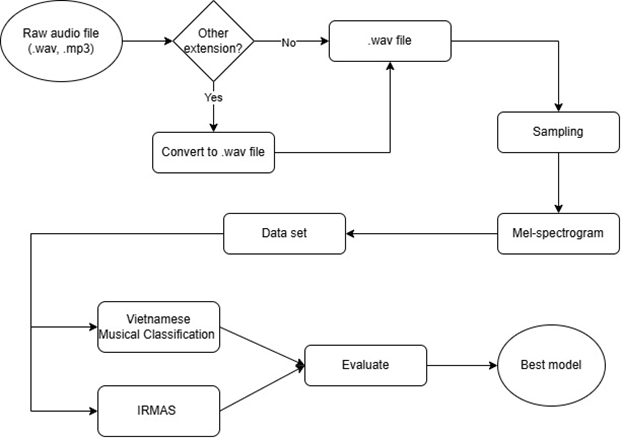 Raw audio file
(.wav, .mp3)
Other
extension?
No
.wav file
Yes
Convert to .wav file
Sampling
Mel-spectrogram
Data set
Vietnamese
Musical Classification
IRMAS
Evaluate
Best model